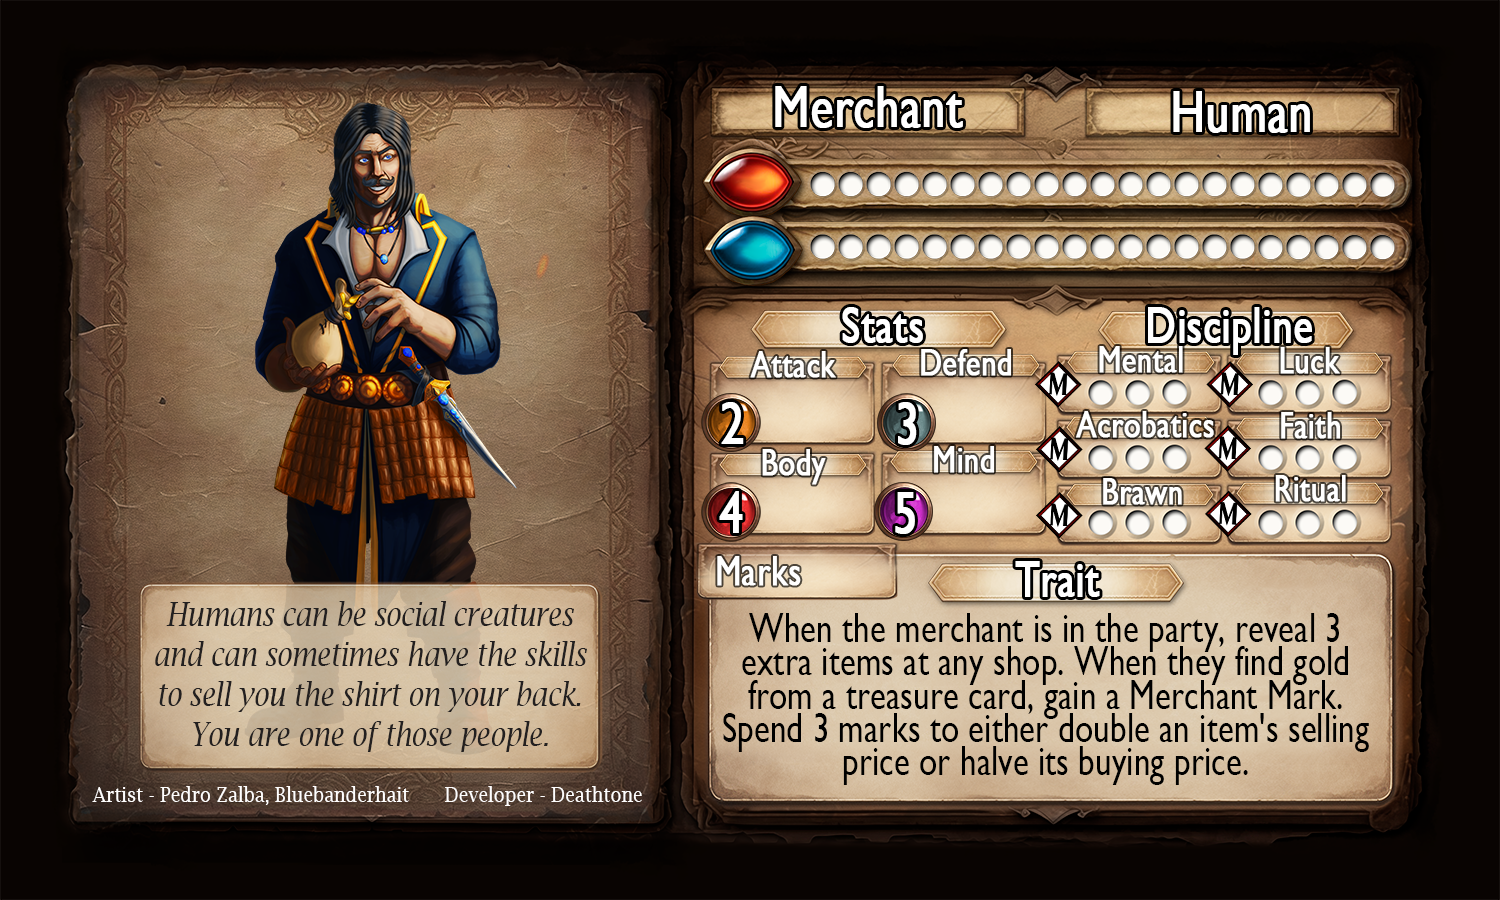 Merchant
Human
Stats
Discipline
Attack
Defend
Mental
Luck
M
M
2
3
Acrobatics
Faith
M
M
Body
Mind
Brawn
Ritual
4
5
M
M
Marks
Trait
When the merchant is in the party, reveal 3
extra items at any shop. When they find gold
from a treasure card, gain a Merchant Mark.
Spend 3 marks to either double an item's selling
price or halve its buying price.
Humans can be social creatures
and can sometimes have the skills
to sell you the shirt on your back.
You are one of those people.
Artist - Pedro Zalba, Bluebanderhait
Developer - Deathtone